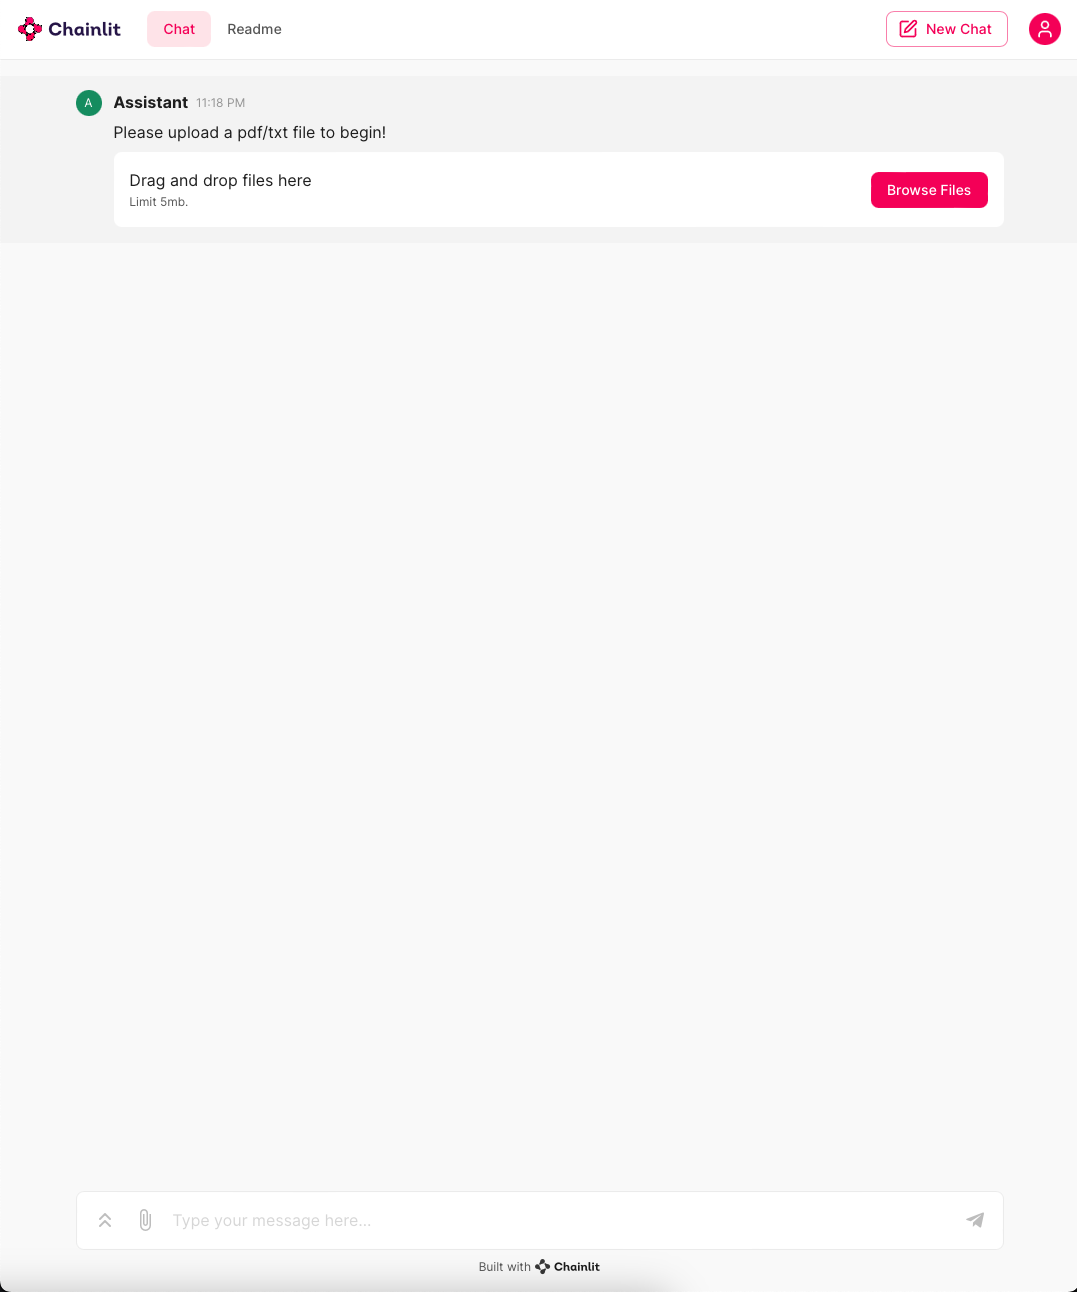 Chainlit
Chat
Readme
New Chat
A
Assistant 11:18 PM
Please upload a pdf/txt file to begin!
Drag and drop files here
Limit 5mb.
Browse Files
Type your message here...
Built with Chainlit